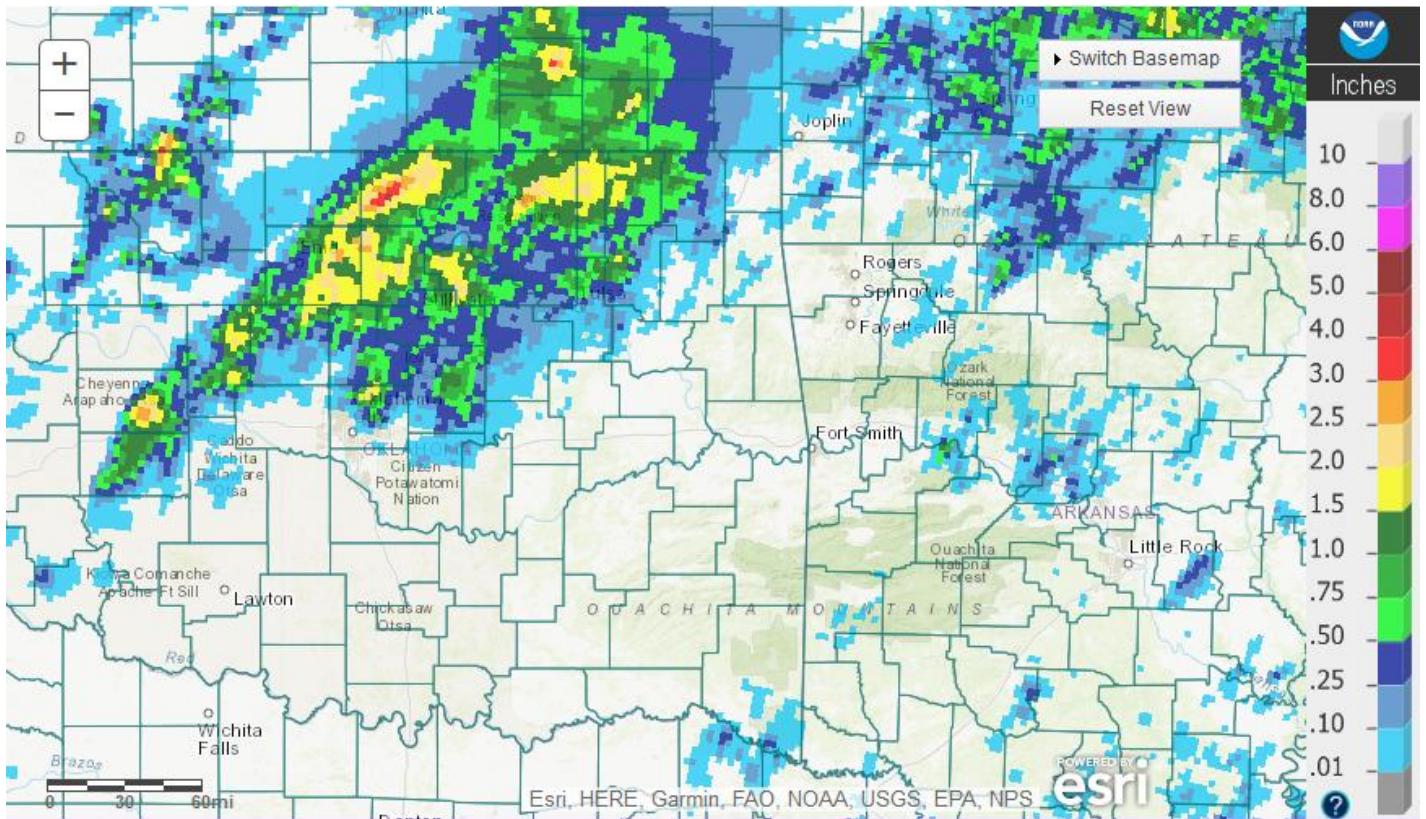 +
−
Switch Basemap
Reset View
NOAA
Inches
10
8.0
6.0
5.0
4.0
3.0
2.5
2.0
1.5
1.0
.75
.50
.25
.10
.01
?
D
Joplin
White
Rogers
Springdale
Fayetteville
Ozark
National
Forest
Cheyenne
Arapaho
Caddo
Wichita
Delaware
Otsa
OKLAHOMA
Citizen
Potawatomi
Nation
Fort Smith
ARKANSAS
Little Rock
Ouachita
National
Forest
Kiowa Comanche
Apache Ft Sill
Lawton
Chickasaw
Otsa
OUACHITA MOUNTAINS
Red
Wichita
Falls
Brazos
0 30 60mi
Esri, HERE, Garmin, FAO, NOAA, USGS, EPA, NPS
POWERED BY
esri